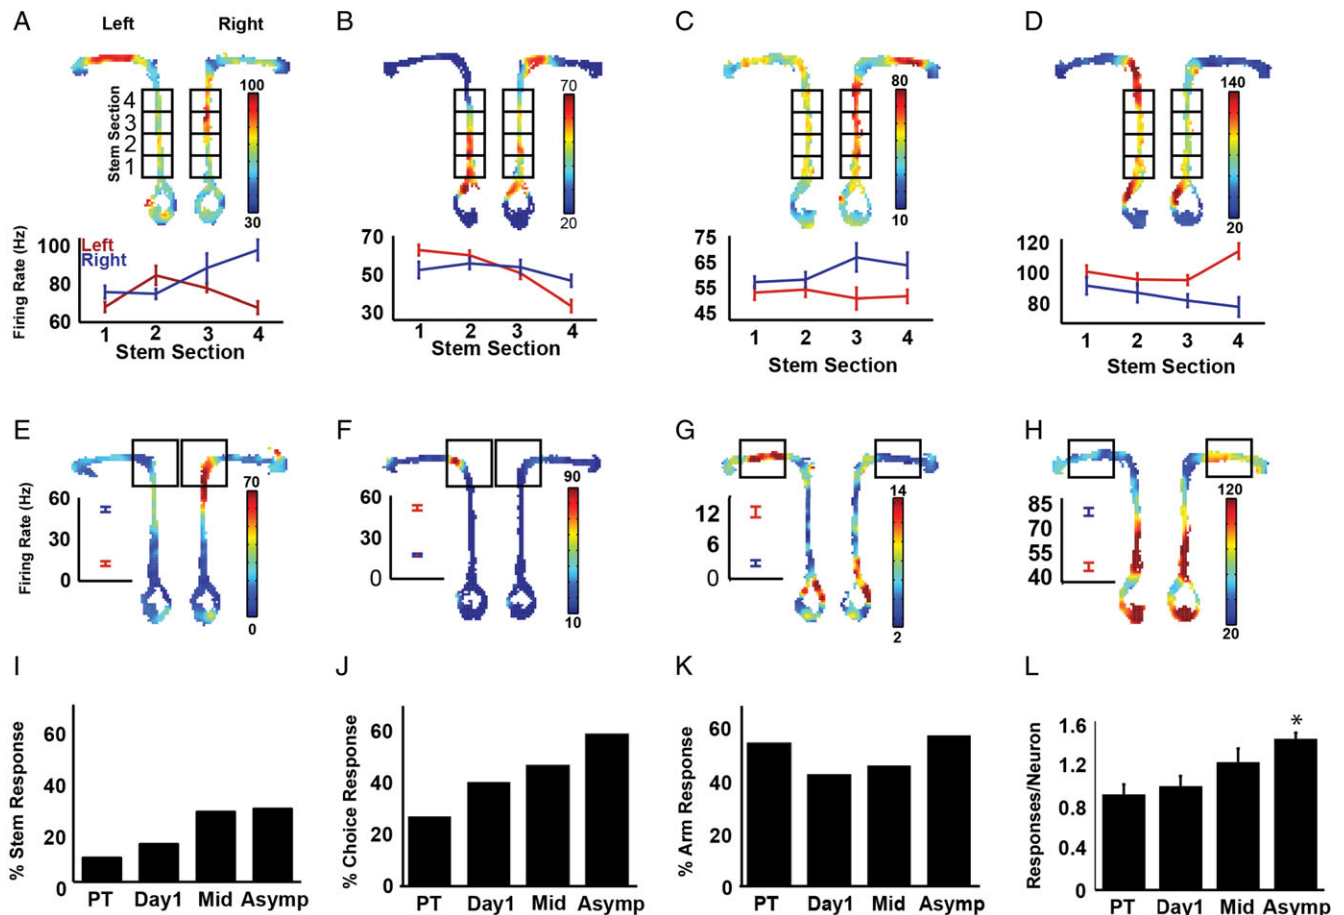 A
Left
Right
B
C
D
4
3
2
1
Stem Section
100
30
70
20
80
10
140
20
Firing Rate (Hz)
100
80
60
Left
Right
1 2 3 4
Stem Section
70
50
30
1 2 3 4
Stem Section
75
65
55
45
1 2 3 4
Stem Section
120
100
80
1 2 3 4
Stem Section
E
F
G
H
Firing Rate (Hz)
60
30
0
70
0
60
30
0
90
10
12
6
0
14
2
85
70
55
40
120
20
I
J
K
L
% Stem Response
60
40
20
0
PT Day1 Mid Asymp
% Choice Response
60
40
20
0
PT Day1 Mid Asymp
% Arm Response
60
40
20
0
PT Day1 Mid Asymp
Responses/Neuron
1.6
1.2
0.8
0.4
0
*
PT Day1 Mid Asymp